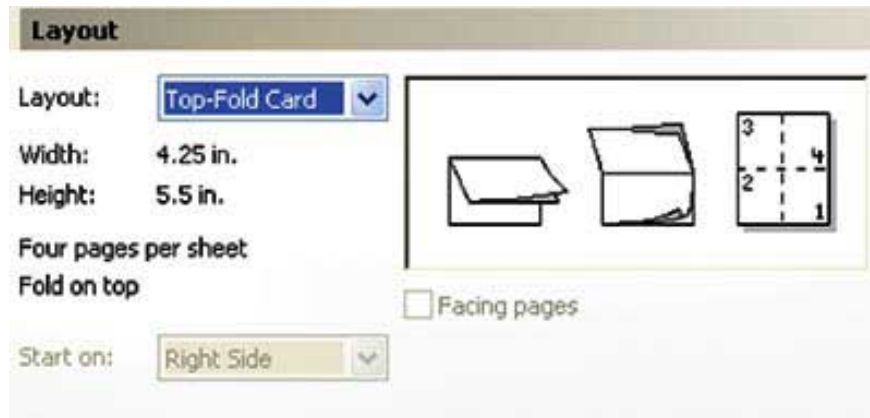 Layout
Layout: Top-Fold Card
Width: 4.25 in.
Height: 5.5 in.
Four pages per sheet
Fold on top
Start on: Right Side
3
4
2
1
Facing pages